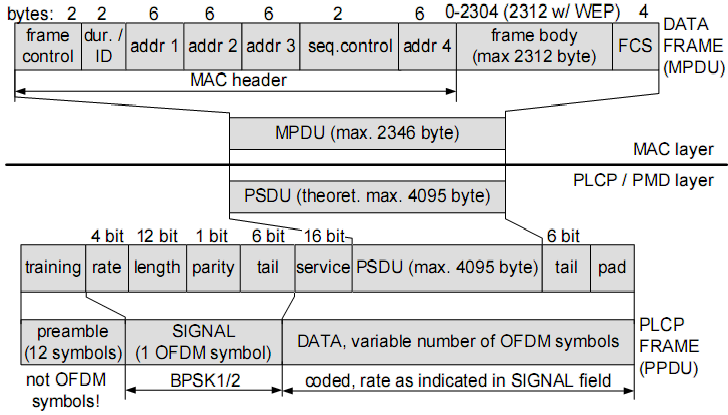 bytes: 2 2 6 6 6 2 6 0-2304 (2312 w/ WEP) 4
frame control dur. / ID addr 1 addr 2 addr 3 seq.control addr 4 frame body (max 2312 byte) FCS
DATA FRAME (MPDU)
MAC header
MPDU (max. 2346 byte)
MAC layer
PLCP / PMD layer
PSDU (theoret. max. 4095 byte)
4 bit 12 bit 1 bit 6 bit 16 bit 6 bit
training rate length parity tail service PSDU (max. 4095 byte) tail pad
preamble (12 symbols) SIGNAL (1 OFDM symbol) DATA, variable number of OFDM symbols
PLCP FRAME (PPDU)
not OFDM symbols! BPSK1/2 coded, rate as indicated in SIGNAL field